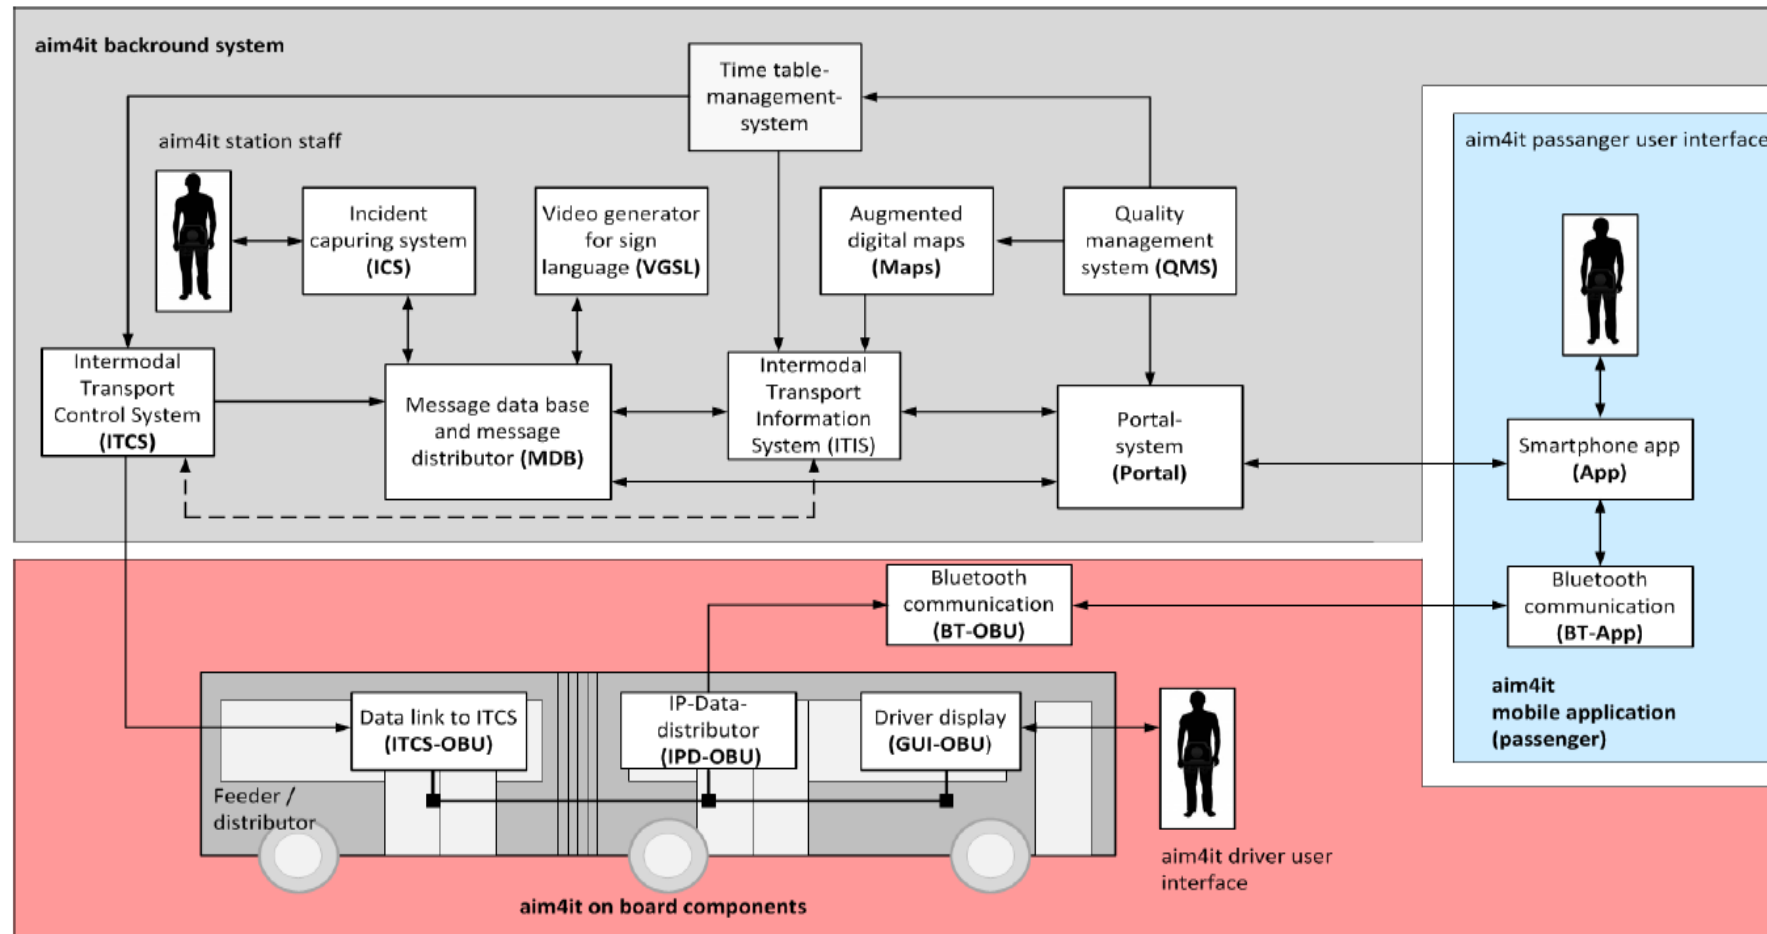 aim4it backround system
Time table-
management-
system
aim4it station staff
Incident
capuring system
(ICS)
Video generator
for sign
language (VGSL)
Augmented
digital maps
(Maps)
Quality
management
system (QMS)
Intermodal
Transport
Control System
(ITCS)
Message data base
and message
distributor (MDB)
Intermodal
Transport
Information
System (ITIS)
Portal-
system
(Portal)
aim4it passanger user interface
Smartphone app
(App)
Bluetooth
communication
(BT-App)
aim4it
mobile application
(passenger)
Bluetooth
communication
(BT-OBU)
Data link to ITCS
(ITCS-OBU)
IP-Data-
distributor
(IPD-OBU)
Driver display
(GUI-OBU)
Feeder /
distributor
aim4it driver user
interface
aim4it on board components